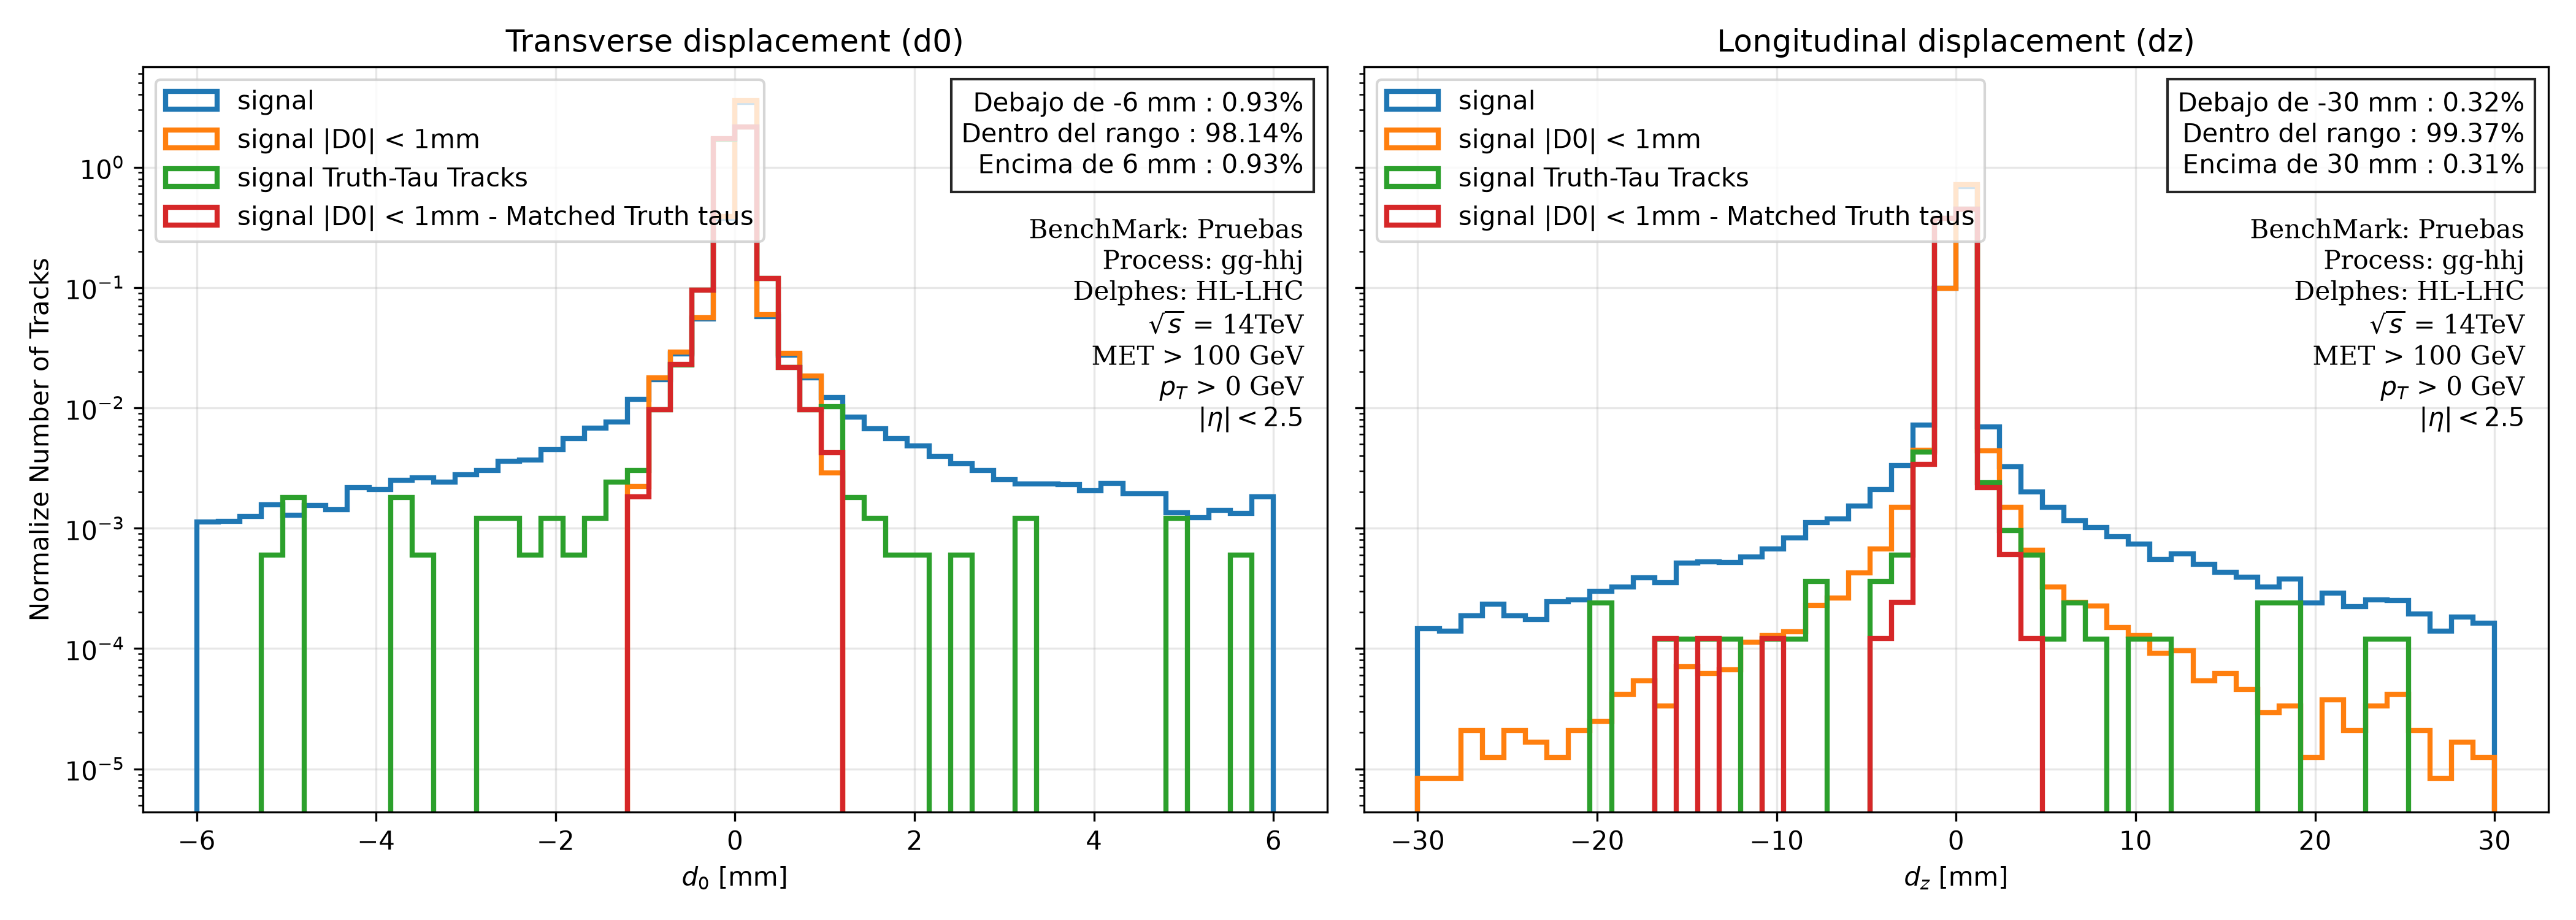 Transverse displacement (d0)
signal
signal |D0| < 1mm
signal Truth-Tau Tracks
signal |D0| < 1mm - Matched Truth taus
Debajo de -6 mm : 0.93%
Dentro del rango : 98.14%
Encima de 6 mm : 0.93%
BenchMark: Pruebas
Process: gg-hhj
Delphes: HL-LHC
√s = 14TeV
MET > 100 GeV
p_T > 0 GeV
|η| < 2.5
Normalize Number of Tracks
10⁰
10⁻¹
10⁻²
10⁻³
10⁻⁴
10⁻⁵
−6 −4 −2 0 2 4 6
d₀ [mm]
Longitudinal displacement (dz)
signal
signal |D0| < 1mm
signal Truth-Tau Tracks
signal |D0| < 1mm - Matched Truth taus
Debajo de -30 mm : 0.32%
Dentro del rango : 99.37%
Encima de 30 mm : 0.31%
BenchMark: Pruebas
Process: gg-hhj
Delphes: HL-LHC
√s = 14TeV
MET > 100 GeV
p_T > 0 GeV
|η| < 2.5
−30 −20 −10 0 10 20 30
d_z [mm]